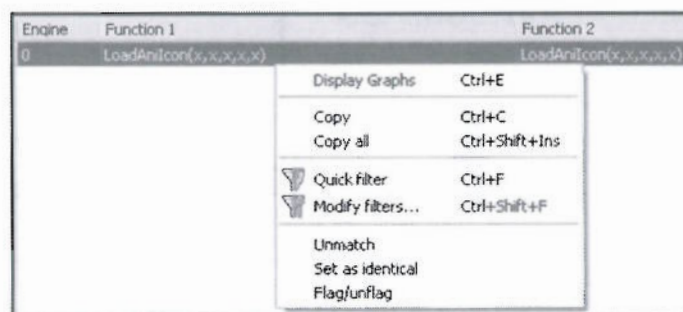 Engine Function 1 Function 2
0 LoadAniIcon(x,x,x,x,x) LoadAniIcon(x,x,x,x,x)
Display Graphs Ctrl+E
Copy Ctrl+C
Copy all Ctrl+Shift+Ins
Quick filter Ctrl+F
Modify filters... Ctrl+Shift+F
Unmatch
Set as identical
Flag/unflag